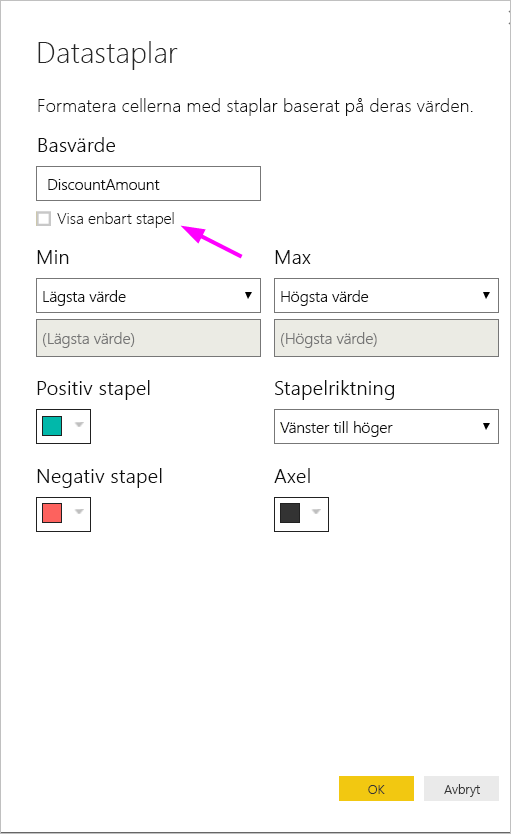 Datastaplar
Formatera cellerna med staplar baserat på deras värden.
Basvärde
DiscountAmount
Visa enbart stapel
Min
Max
Lägsta värde
Högsta värde
(Lägsta värde)
(Högsta värde)
Positiv stapel
Stapelriktning
Vänster till höger
Negativ stapel
Axel
OK
Avbryt